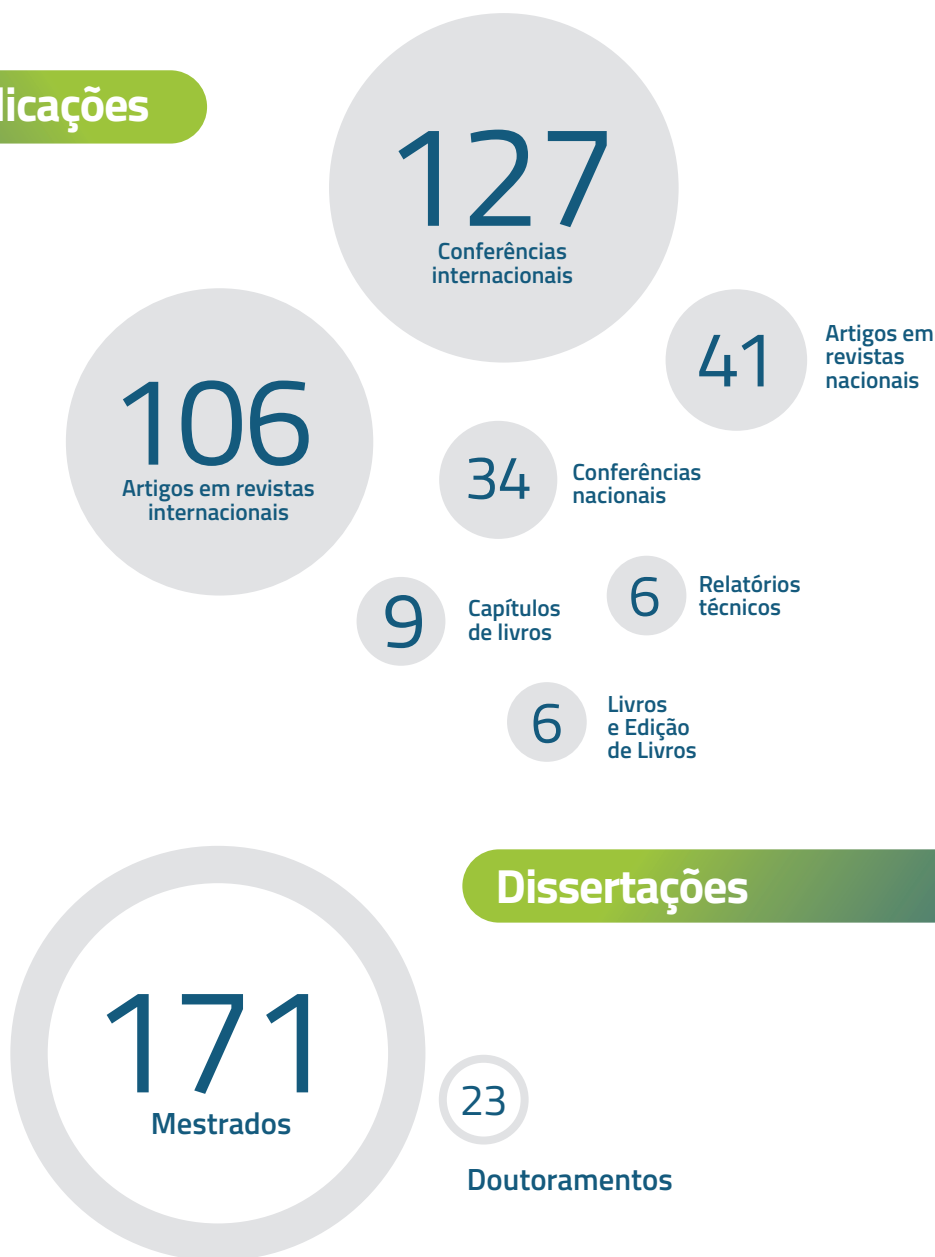 licações
127
Conferências
internacionais
106
Artigos em revistas
internacionais
41
Artigos em
revistas
nacionais
34
Conferências
nacionais
9
Capítulos
de livros
6
Relatórios
técnicos
6
Livros
e Edição
de Livros
Dissertações
171
Mestrados
23
Doutoramentos